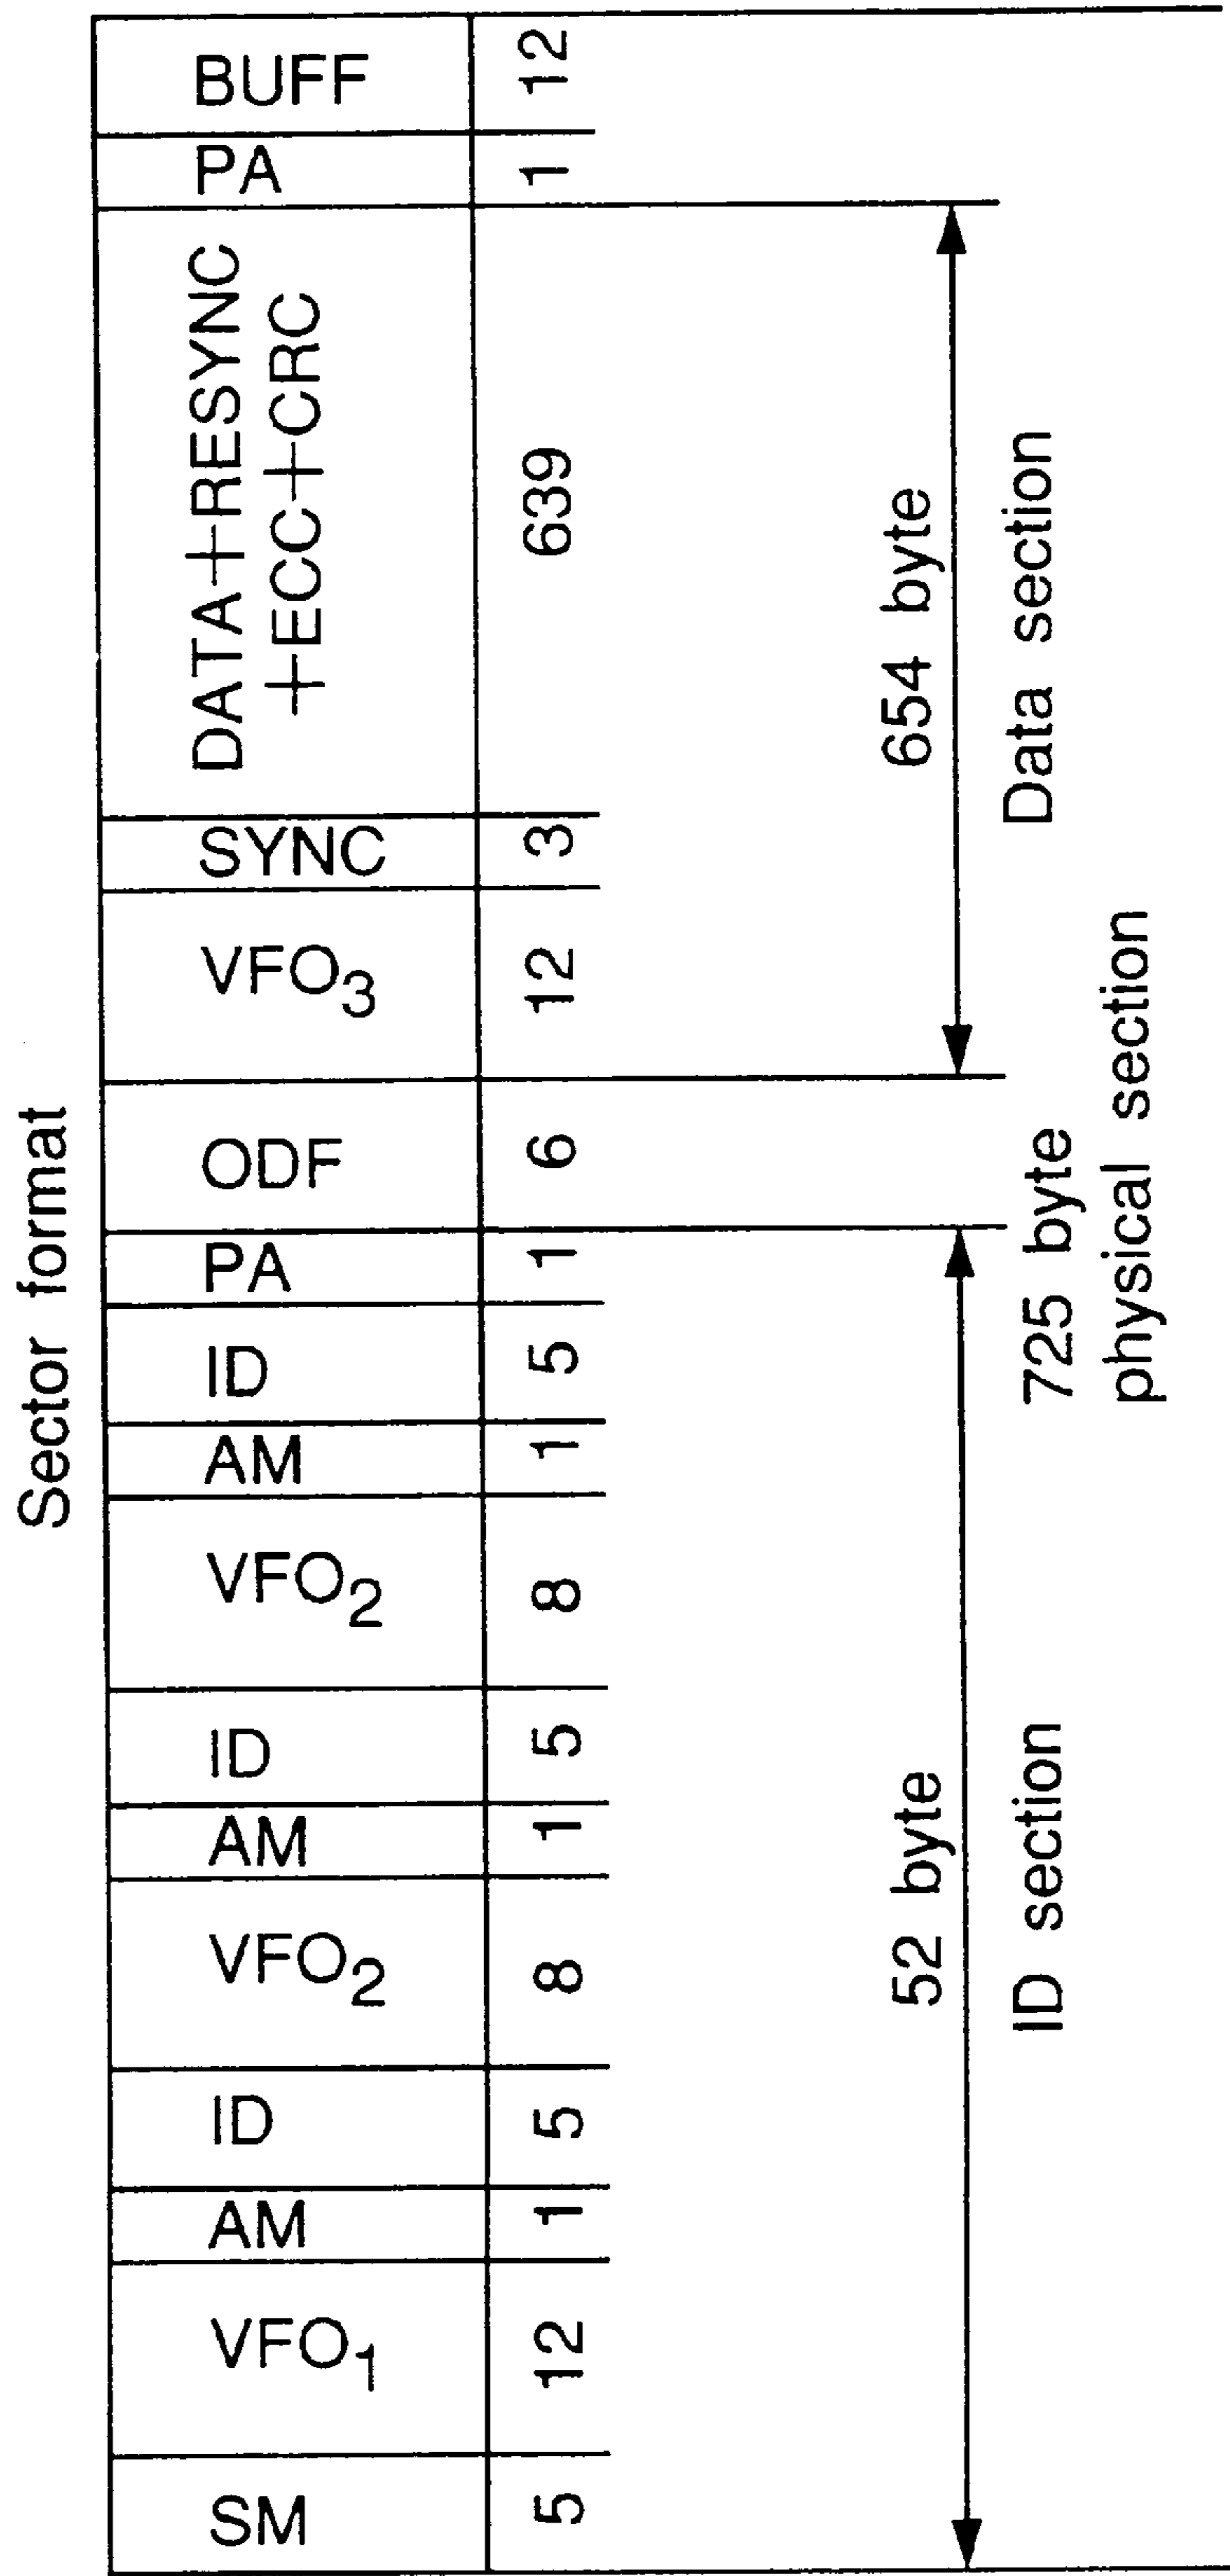 Sector format
SM
VFO1
AM
ID
VFO2
AM
ID
VFO2
AM
ID
PA
ODF
VFO3
SYNC
DATA+RESYNC
+ECC+CRC
PA
BUFF
5
12
1
5
8
1
5
8
1
5
1
6
12
3
639
1
12
52 byte
654 byte
ID section
725 byte
physical section
Data section